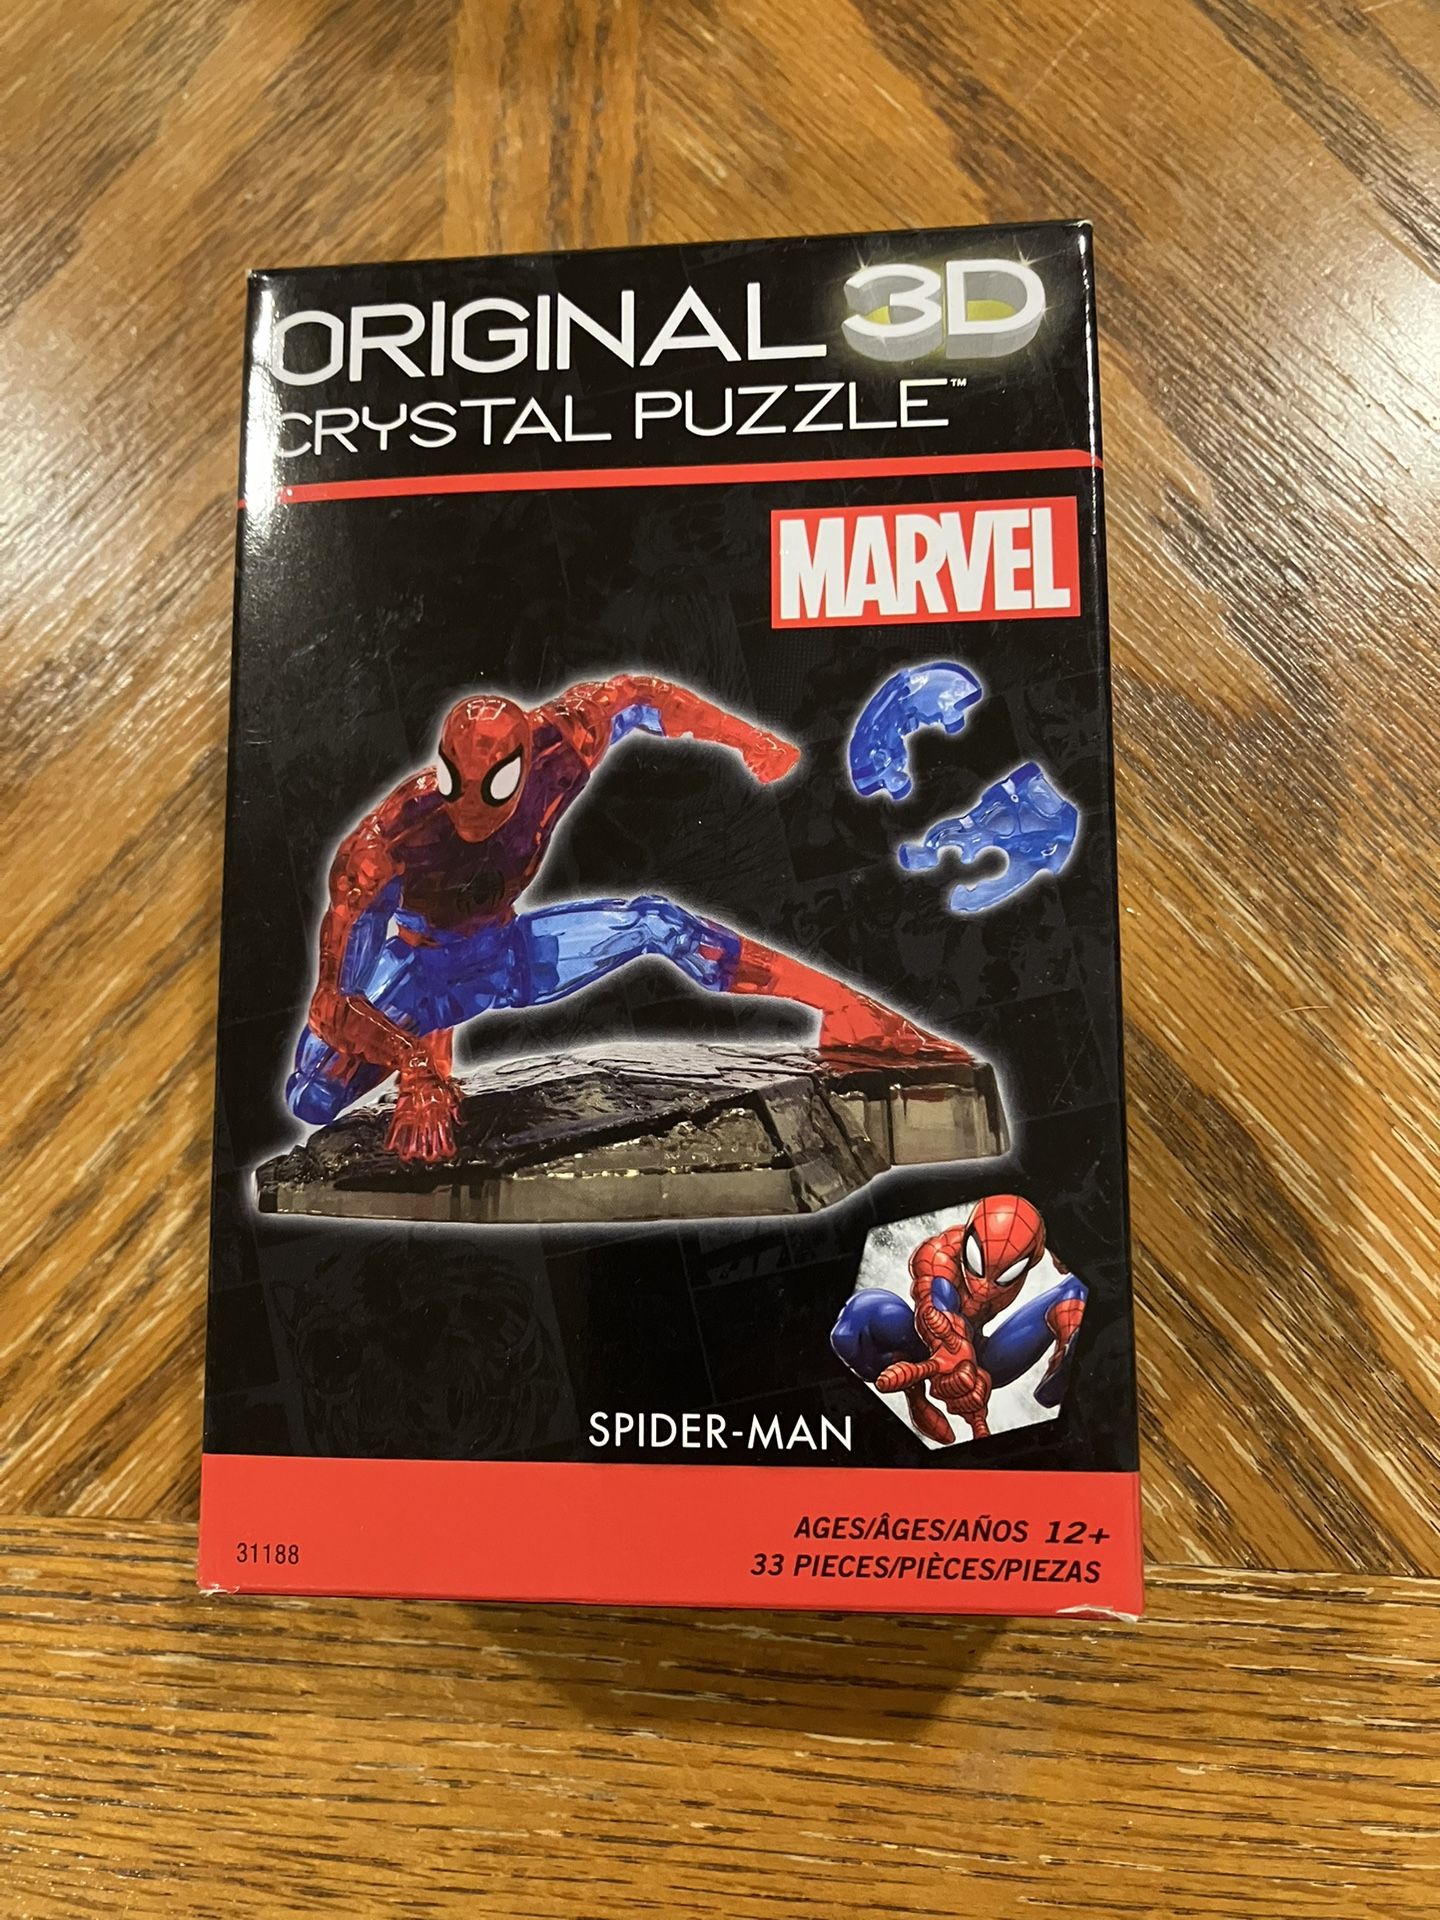 ORIGINAL 3D
CRYSTAL PUZZLE™
MARVEL
SPIDER-MAN
AGES/ÂGES/AÑOS 12+
31188
33 PIECES/PIÈCES/PIEZAS